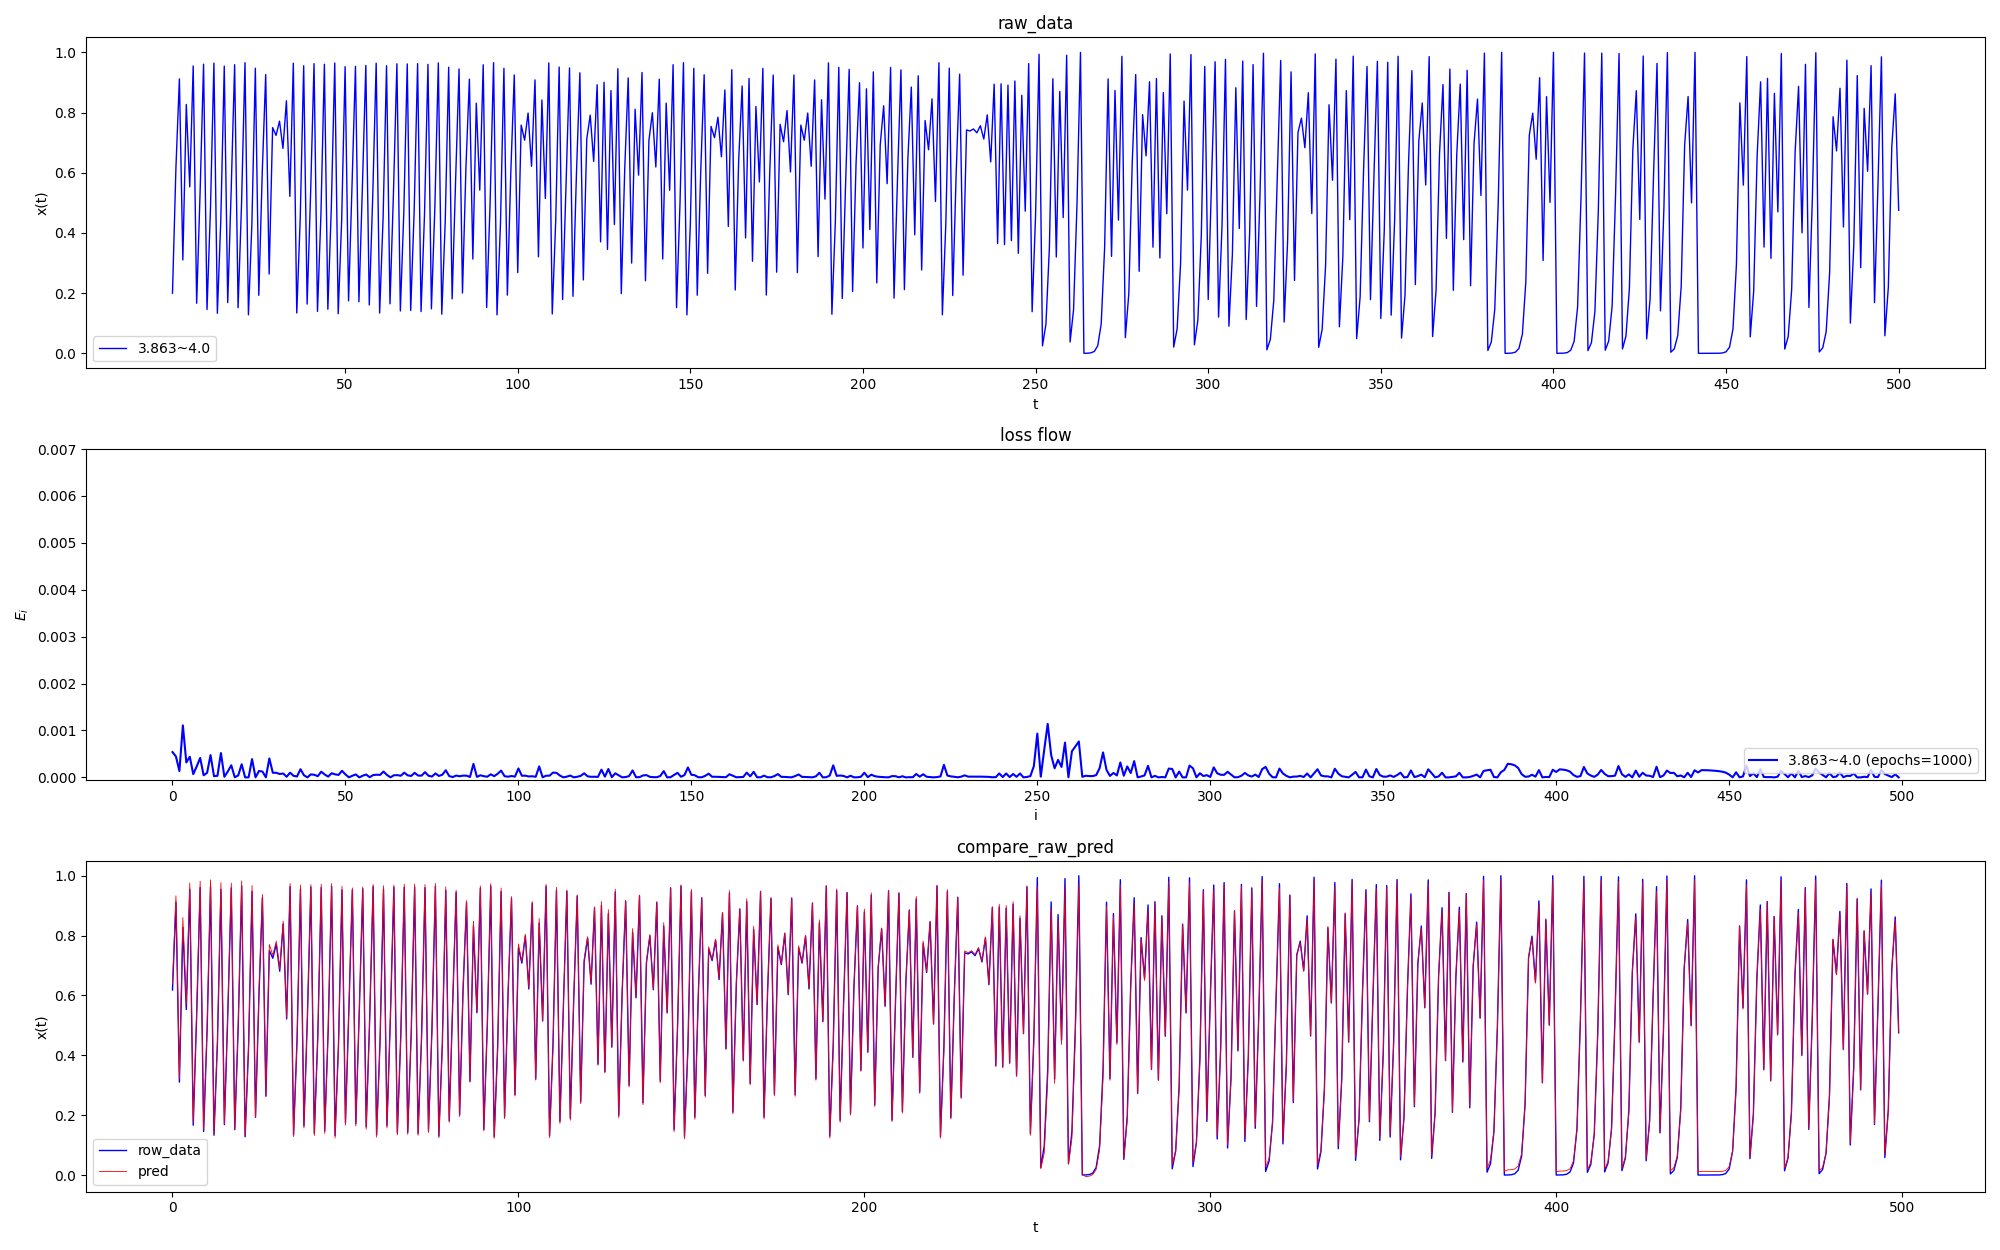 raw_data
1.0
0.8
0.6
0.4
0.2
0.0
x(t)
3.863~4.0
50 100 150 200 250 300 350 400 450 500
t
loss flow
0.007
0.006
0.005
0.004
0.003
0.002
0.001
0.000
E_i
3.863~4.0 (epochs=1000)
0 50 100 150 200 250 300 350 400 450 500
i
compare_raw_pred
1.0
0.8
0.6
0.4
0.2
0.0
x(t)
row_data
pred
0 100 200 300 400 500
t